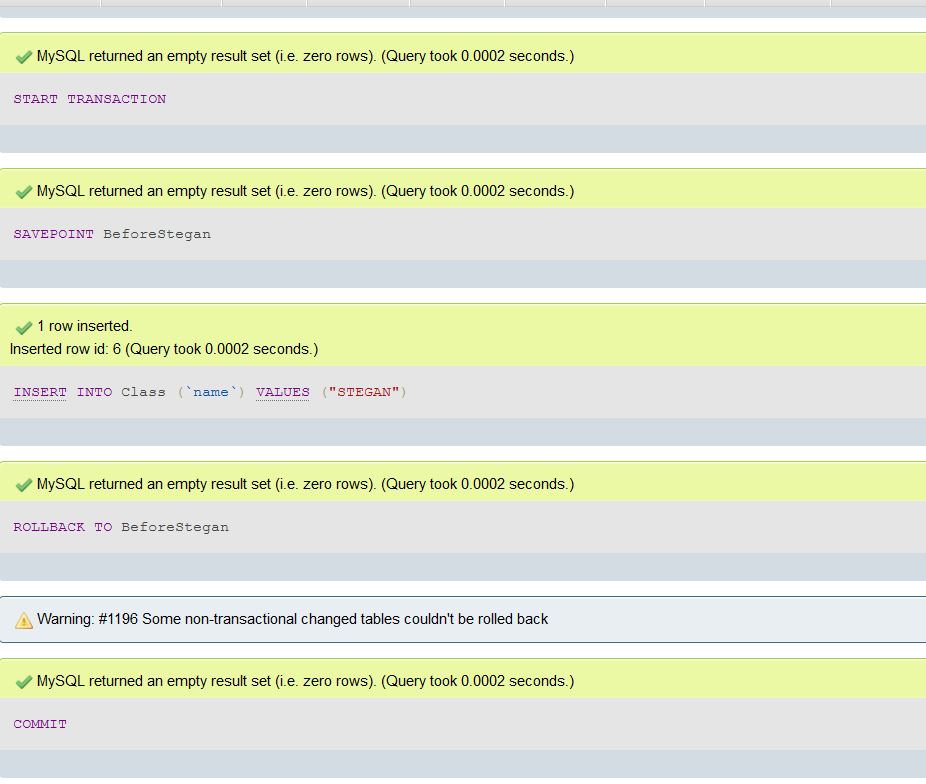 MySQL returned an empty result set (i.e. zero rows). (Query took 0.0002 seconds.)
START TRANSACTION
MySQL returned an empty result set (i.e. zero rows). (Query took 0.0002 seconds.)
SAVEPOINT BeforeStegan
1 row inserted.
Inserted row id: 6 (Query took 0.0002 seconds.)
INSERT INTO Class (`name`) VALUES ("STEGAN")
MySQL returned an empty result set (i.e. zero rows). (Query took 0.0002 seconds.)
ROLLBACK TO BeforeStegan
Warning: #1196 Some non-transactional changed tables couldn't be rolled back
MySQL returned an empty result set (i.e. zero rows). (Query took 0.0002 seconds.)
COMMIT